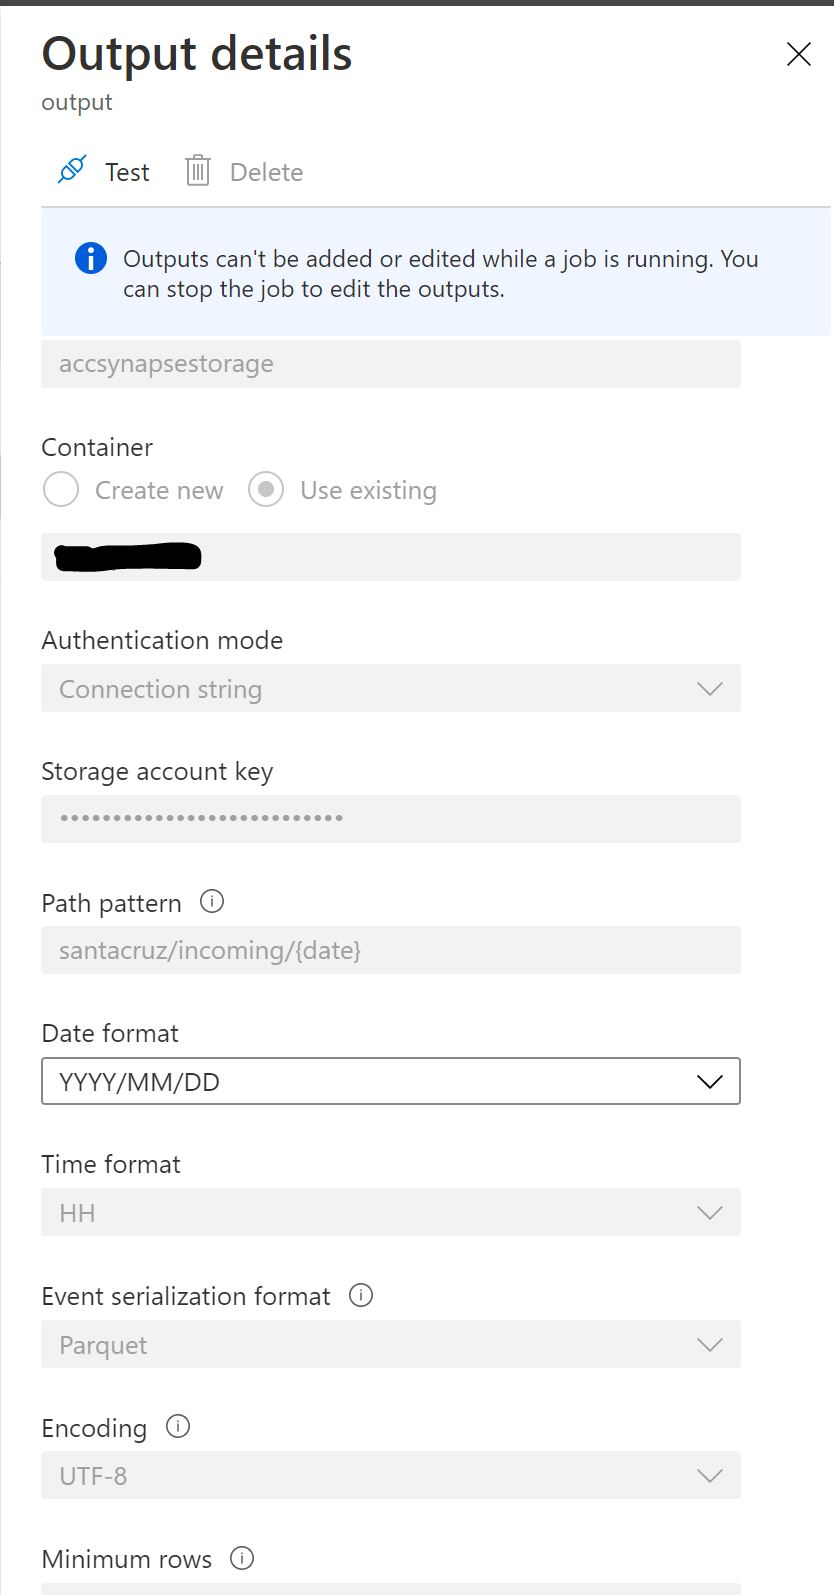 Output details
output
Test Delete
Outputs can't be added or edited while a job is running. You
can stop the job to edit the outputs.
accsynapsestorage
Container
Create new Use existing
Authentication mode
Connection string
Storage account key
Path pattern
santacruz/incoming/{date}
Date format
YYYY/MM/DD
Time format
HH
Event serialization format
Parquet
Encoding
UTF-8
Minimum rows